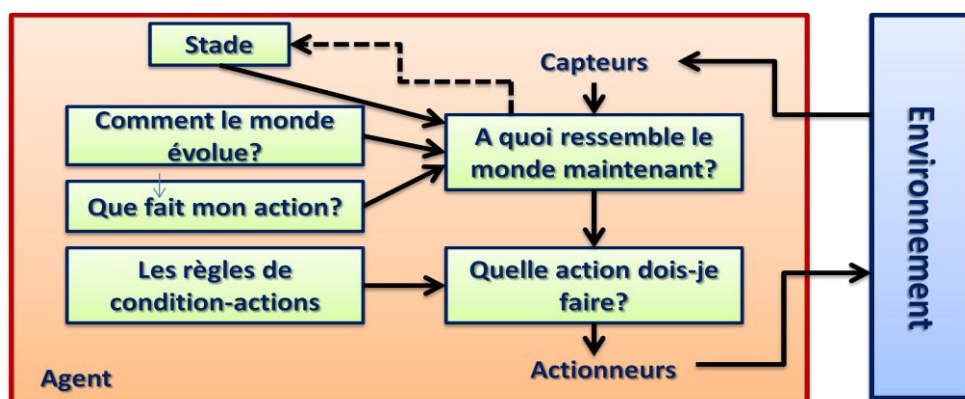 Stade
Capteurs
Comment le monde
évolue?
A quoi ressemble le
monde maintenant?
Que fait mon action?
Les règles de
condition-actions
Quelle action dois-je
faire?
Actionneurs
Agent
Environnement